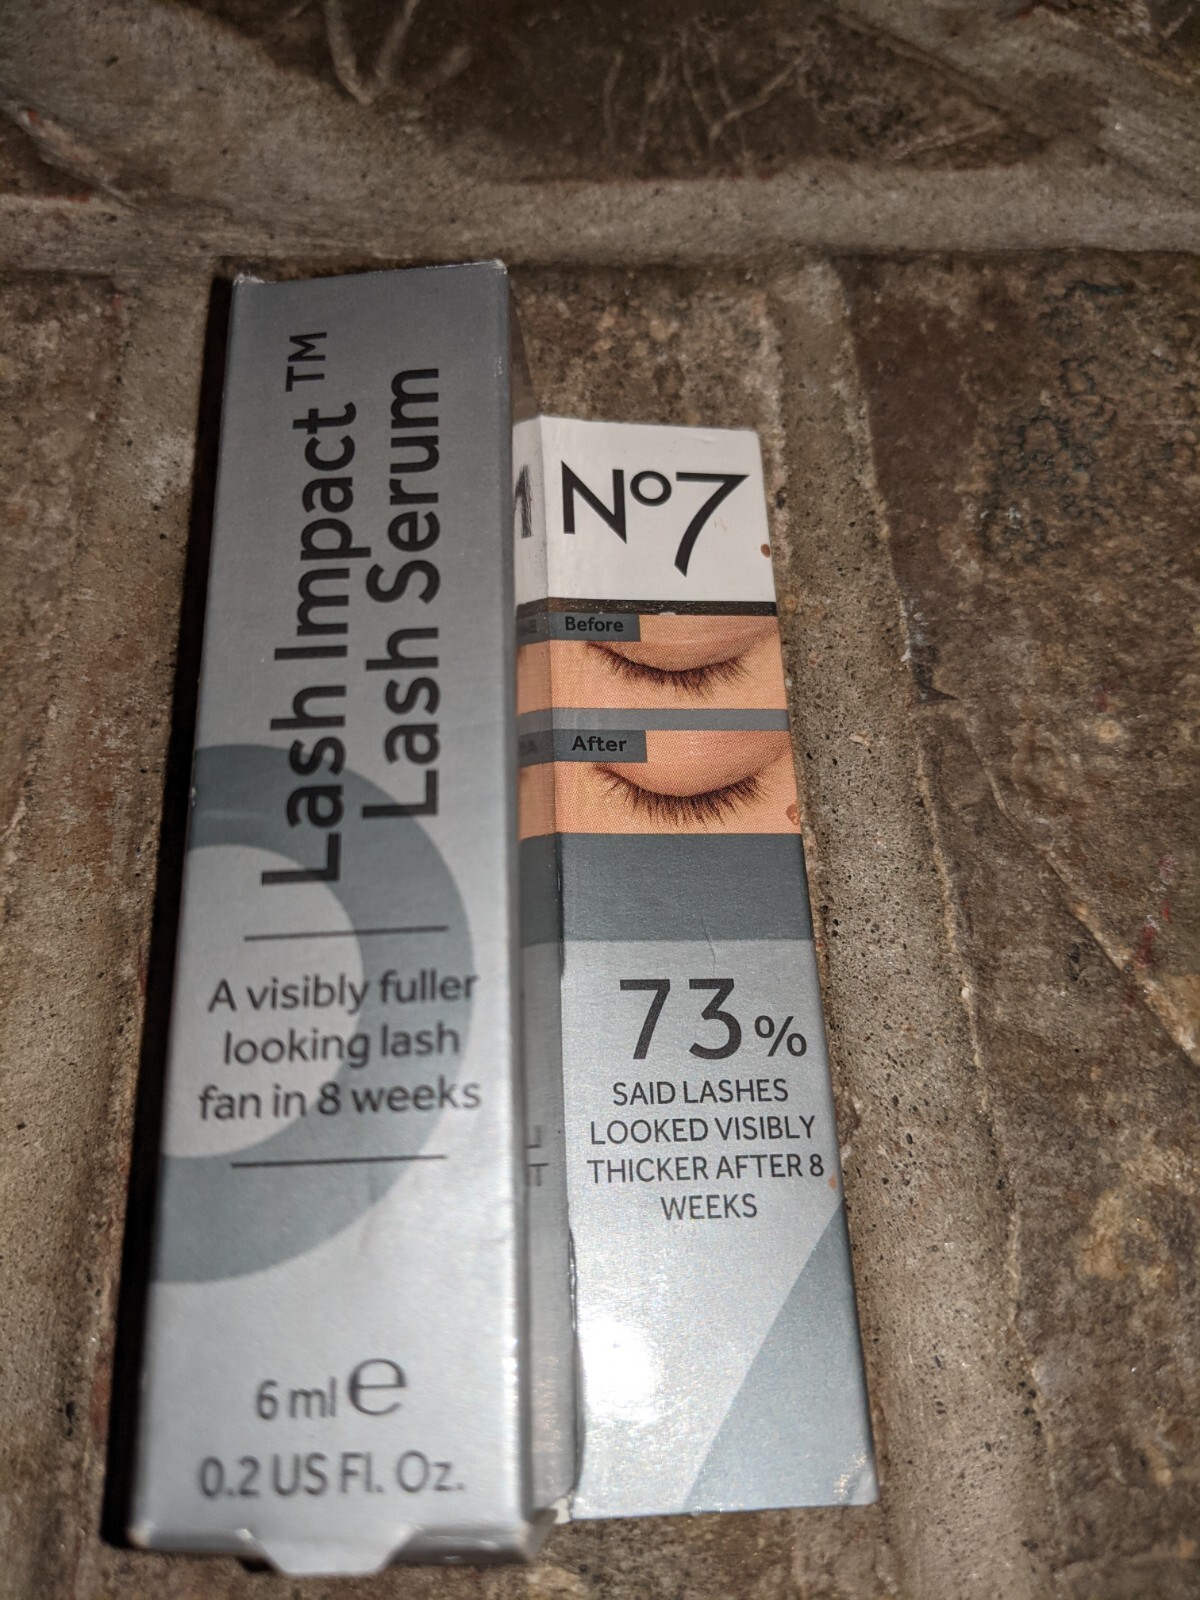 Lash Impact™
Lash Serum
A visibly fuller
looking lash
fan in 8 weeks
6 ml ℮
0.2 US Fl. Oz.
Nº7
Before
After
73%
SAID LASHES
LOOKED VISIBLY
THICKER AFTER 8
WEEKS